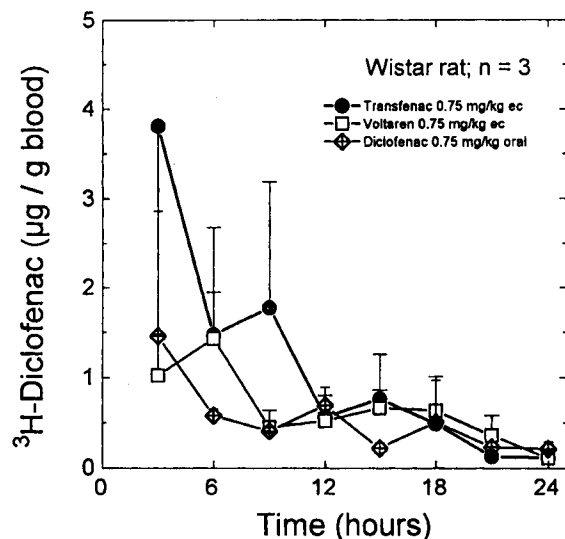 5
Wistar rat; n = 3
Transfenac 0.75 mg/kg ec
Voltaren 0.75 mg/kg ec
Diclofenac 0.75 mg/kg oral
4
3
2
1
0
³H-Diclofenac (µg / g blood)
0 6 12 18 24
Time (hours)